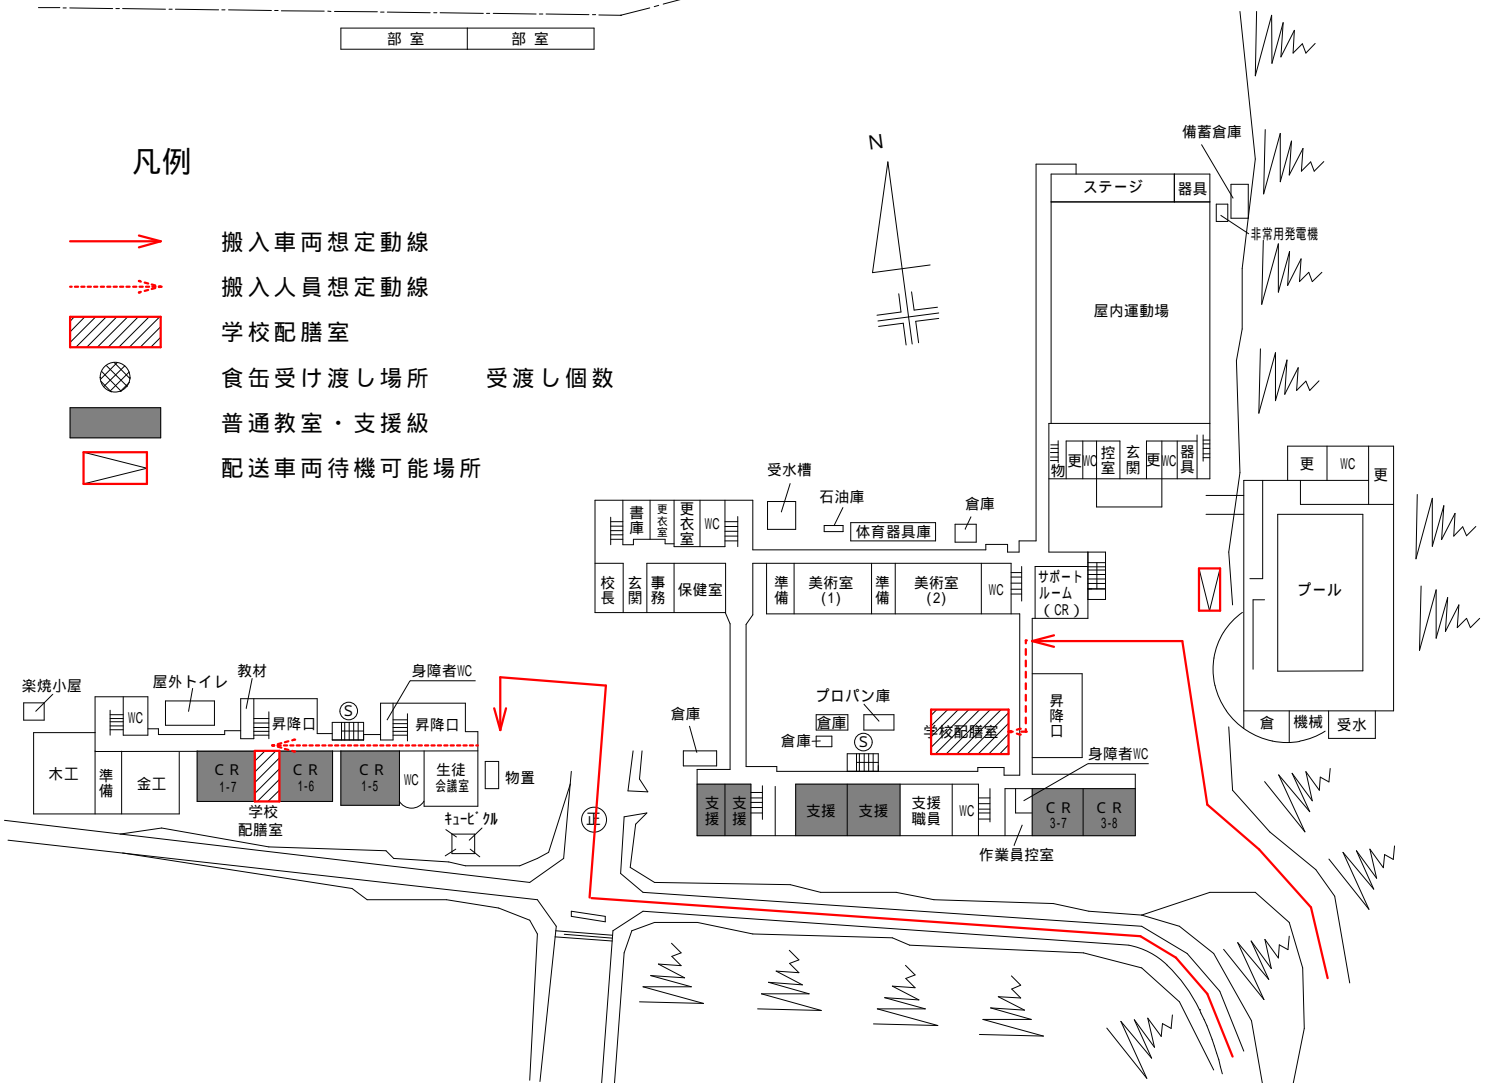 部室
部室
凡例
搬入車両想定動線
搬入人員想定動線
学校配膳室
食缶受け渡し場所　受渡し個数
普通教室・支援級
配送車両待機可能場所
N
備蓄倉庫
非常用発電機
ステージ
器具
屋内運動場
物
更
WC
控室
玄関
更
WC
器具
更
WC
更
プール
倉
機械
受水
受水槽
石油庫
体育器具庫
倉庫
書庫
更衣室
更衣室
WC
校長
玄関
事務
保健室
準備
美術室
(1)
準備
美術室
(2)
WC
サポート
ルーム
(CR)
昇降口
身障者WC
プロパン庫
倉庫
倉庫
倉庫
S
学校配膳室
支援
支援
支援
支援
支援
職員
WC
作業員控室
CR
3-7
CR
3-8
楽焼小屋
屋外トイレ
教材
身障者WC
WC
昇降口
S
昇降口
木工
準備
金工
CR
1-7
CR
1-6
CR
1-5
WC
生徒
会議室
物置
学校
配膳室
キュービクル
正